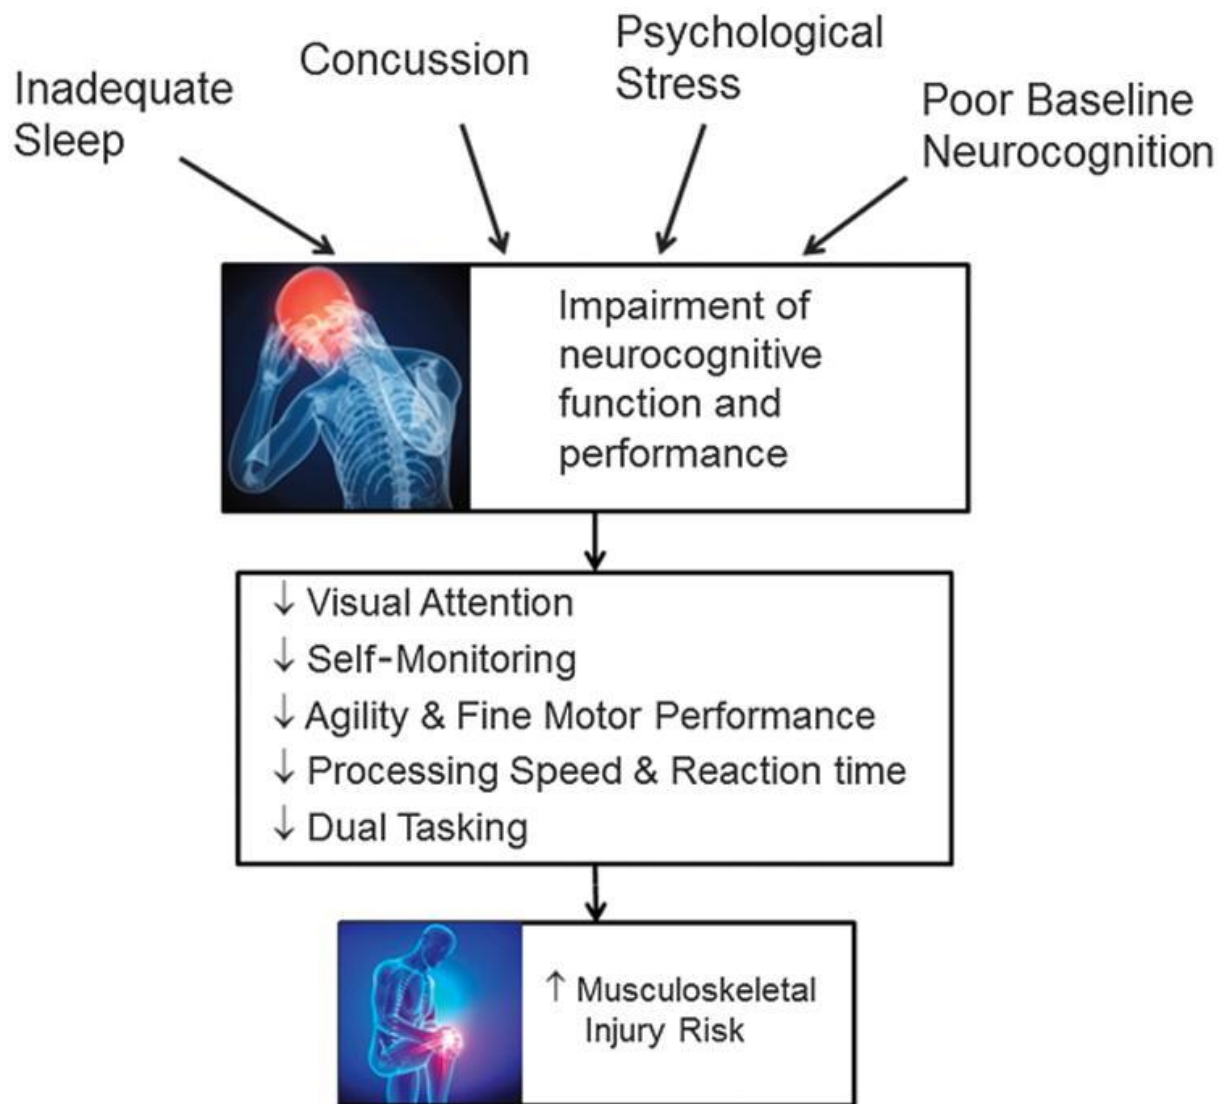 Inadequate
Sleep
Concussion
Psychological
Stress
Poor Baseline
Neurocognition
Impairment of
neurocognitive
function and
performance
↓ Visual Attention
↓ Self-Monitoring
↓ Agility & Fine Motor Performance
↓ Processing Speed & Reaction time
↓ Dual Tasking
↑ Musculoskeletal
Injury Risk